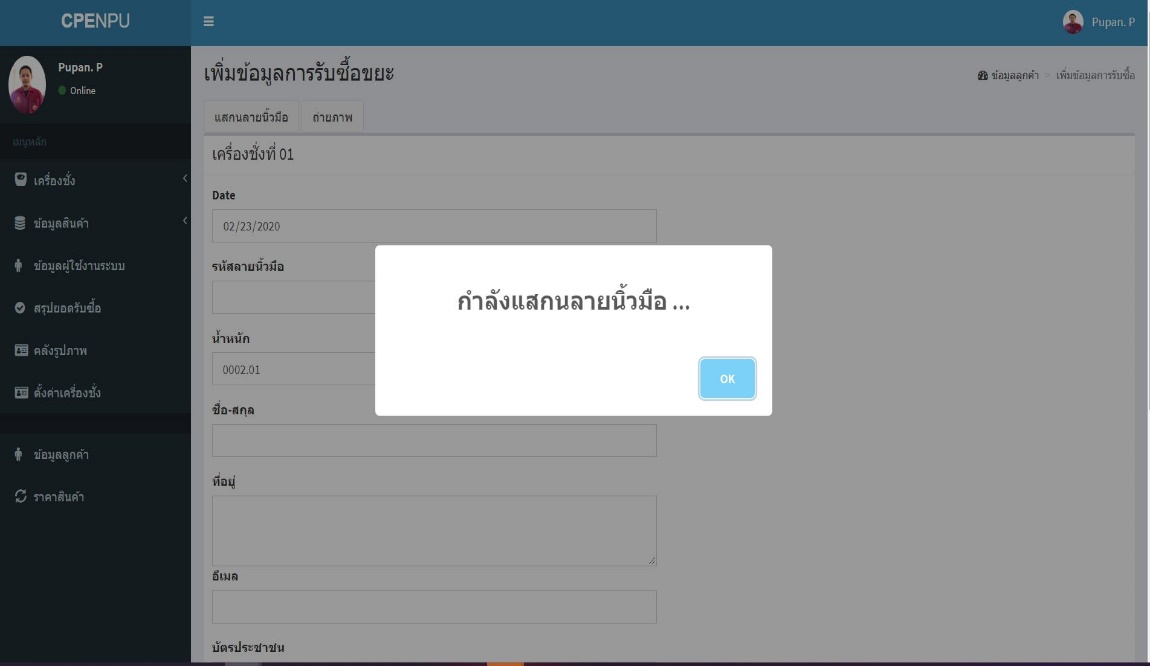 CPENPU
Pupan. P
Pupan. P
Online
เมนูหลัก
เครื่องชั่ง
ข้อมูลสินค้า
ข้อมูลผู้ใช้งานระบบ
สรุปยอดรับซื้อ
คลังรูปภาพ
ตั้งค่าเครื่องชั่ง
ข้อมูลลูกค้า
ราคาสินค้า
เพิ่มข้อมูลการรับซื้อขยะ
ข้อมูลลูกค้า > เพิ่มข้อมูลการรับซื้อ
แสกนลายนิ้วมือ ถ่ายภาพ
เครื่องชั่งที่ 01
Date
02/23/2020
รหัสลายนิ้วมือ
กำลังแสกนลายนิ้วมือ ...
น้ำหนัก
0002.01
OK
ชื่อ-สกุล
ที่อยู่
อีเมล
บัตรประชาชน